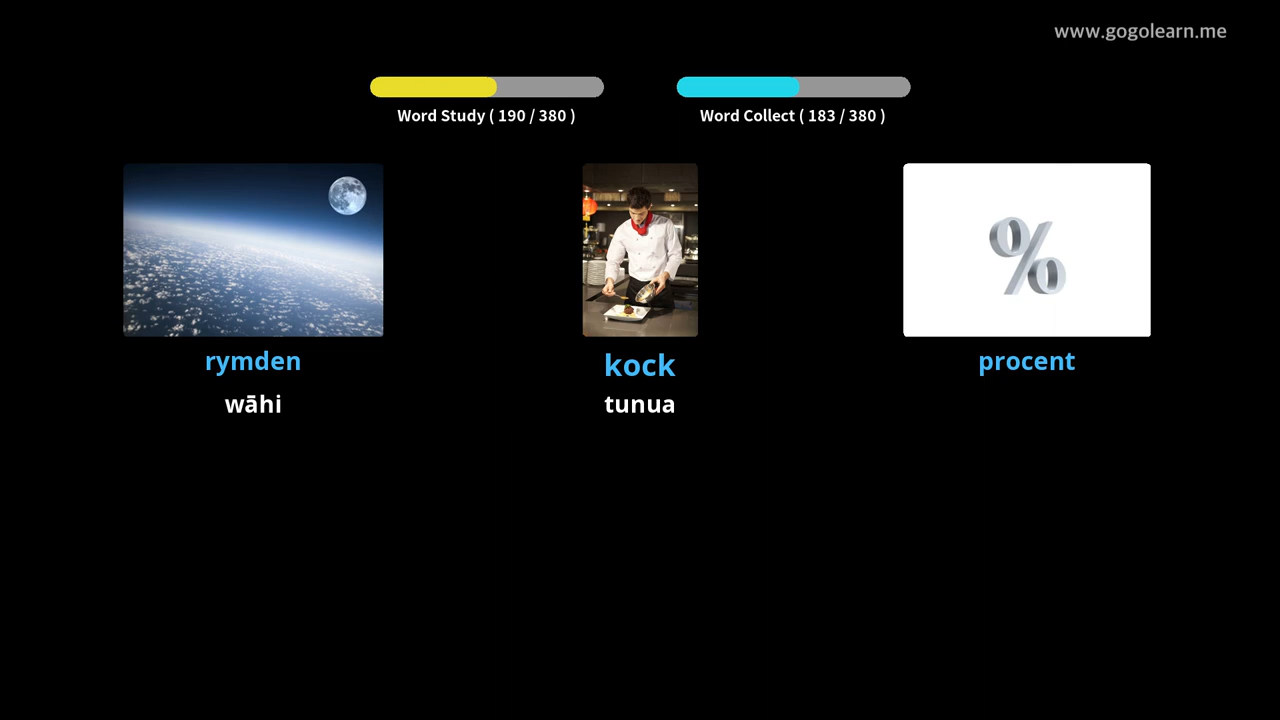 www.gogolearn.me
Word Study ( 190 / 380 )
Word Collect ( 183 / 380 )
rymden
kock
procent
wāhi
tunua
%